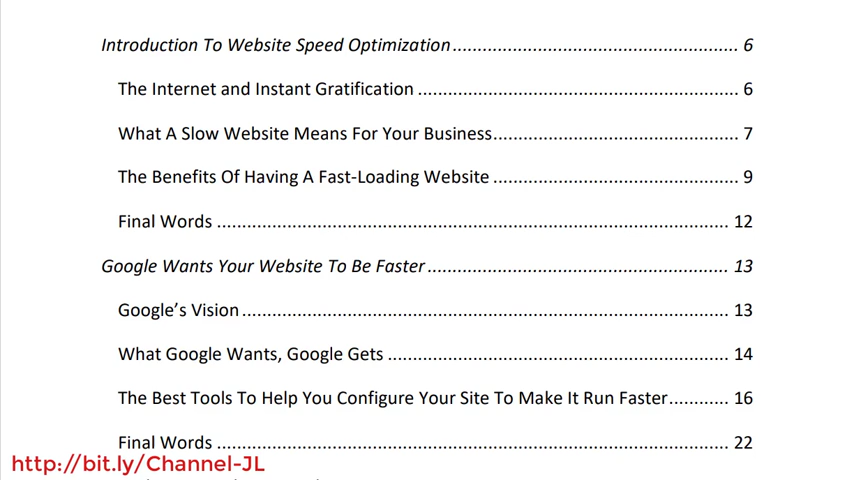 Introduction To Website Speed Optimization............................................................ 6
The Internet and Instant Gratification .................................................................. 6
What A Slow Website Means For Your Business................................................... 7
The Benefits Of Having A Fast-Loading Website .................................................. 9
Final Words ......................................................................................................... 12
Google Wants Your Website To Be Faster.............................................................. 13
Google’s Vision .................................................................................................... 13
What Google Wants, Google Gets ...................................................................... 14
The Best Tools To Help You Configure Your Site To Make It Run Faster............ 16
Final Words ......................................................................................................... 22
http://bit.ly/Channel-JL